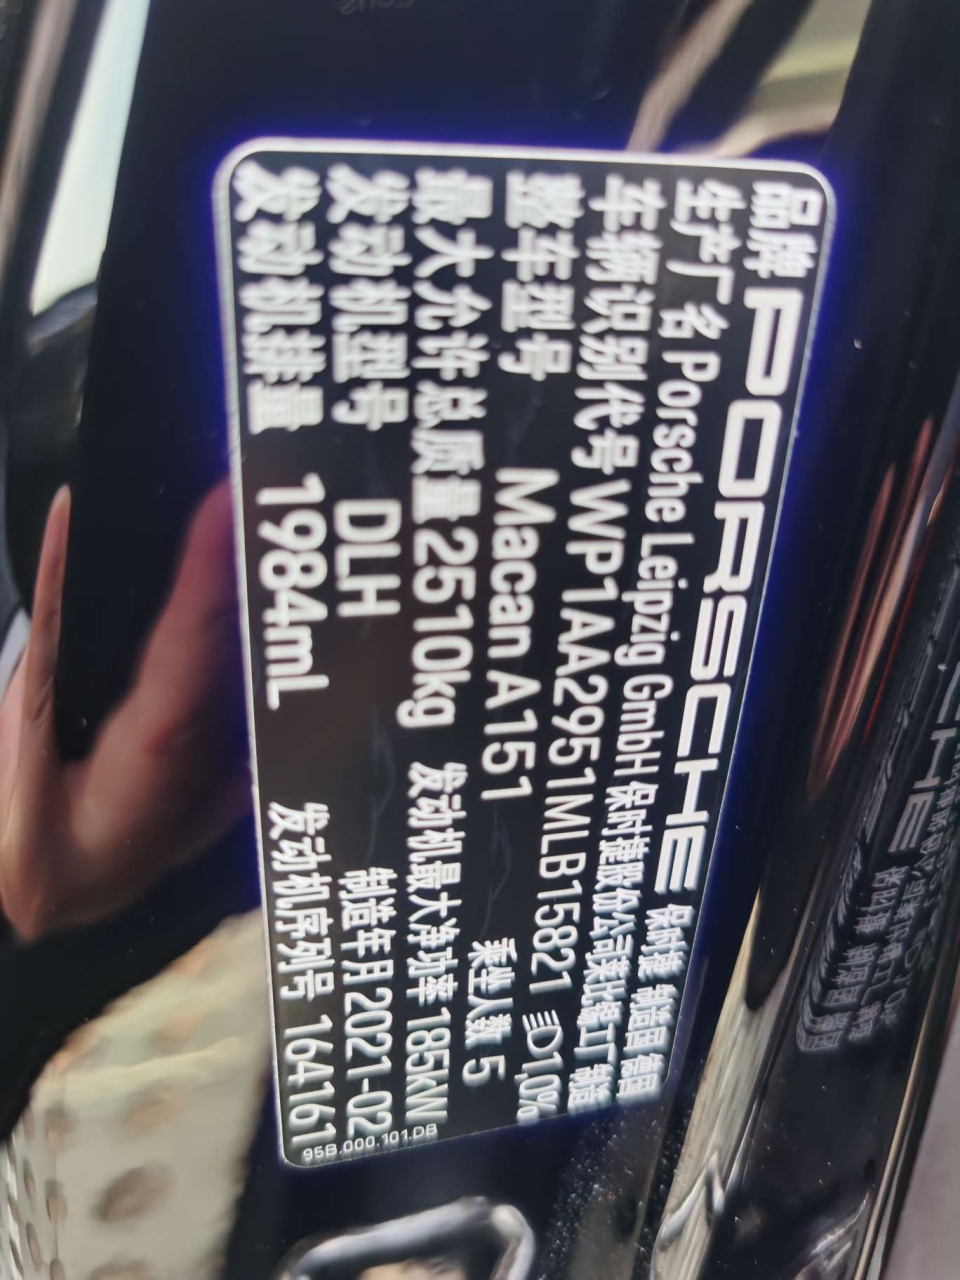 品牌 PORSCHE 保时捷 制造国 德国
生产厂名 Porsche Leipzig GmbH 保时捷股份公司莱比锡工厂制造
车辆识别代号 WP1AA2951MLB15821 1,0%
整车型号 Macan A151 乘坐人数 5
最大允许总质量 2510kg 发动机最大净功率 185kW
发动机型号 DLH 制造年月 2021-02
发动机排量 1984mL 发动机序列号 164161
95B.000.101.DB